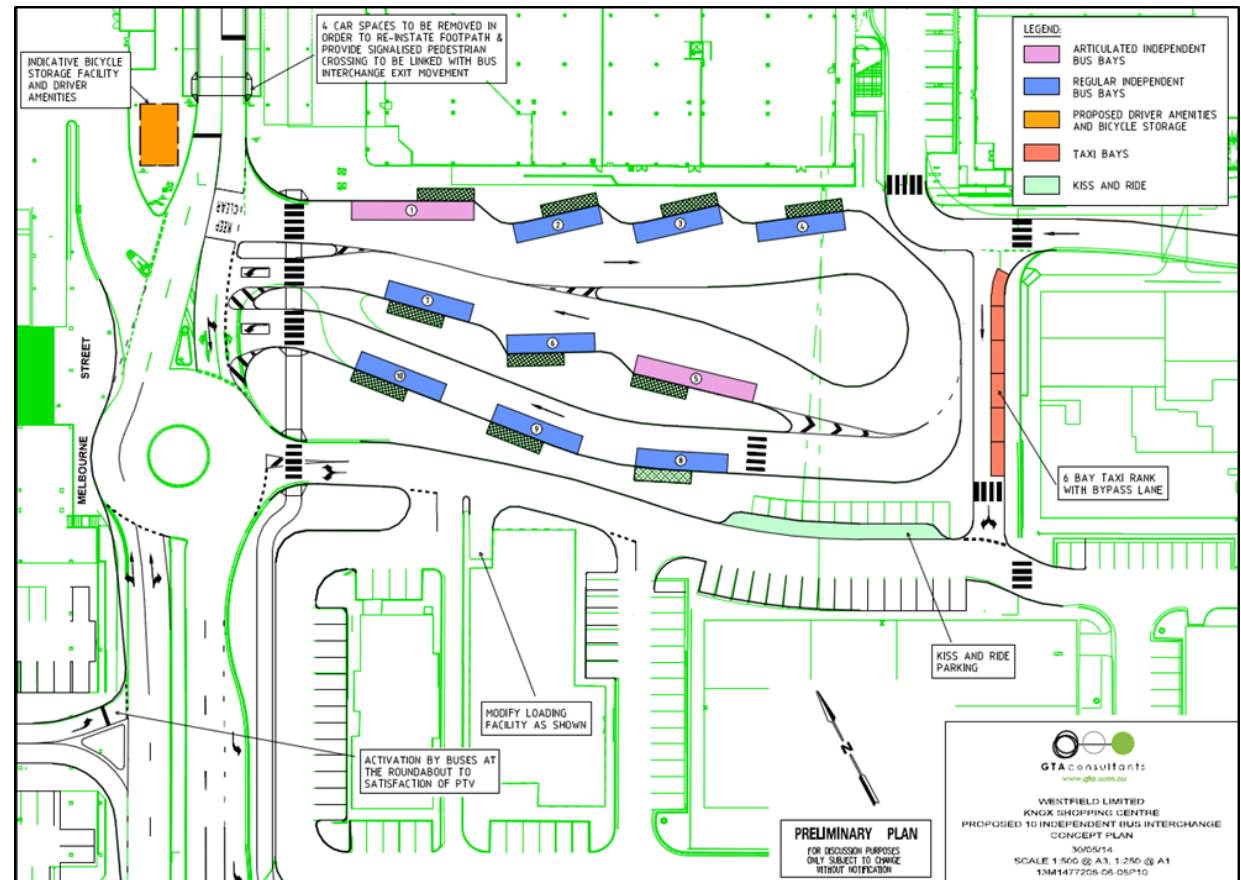 4 CAR SPACES TO BE REMOVED IN
ORDER TO RE-INSTATE FOOTPATH &
PROVIDE SIGNALISED PEDESTRIAN
CROSSING TO BE LINKED WITH BUS
INTERCHANGE EXIT MOVEMENT
INDICATIVE BICYCLE
STORAGE FACILITY
AND DRIVER
AMENITIES
LEGEND:
ARTICULATED INDEPENDENT
BUS BAYS
REGULAR INDEPENDENT
BUS BAYS
PROPOSED DRIVER AMENITIES
AND BICYCLE STORAGE
TAXI BAYS
KISS AND RIDE
KEEP
CLEAR
1
2
3
4
7
6
5
10
9
8
MELBOURNE STREET
6 BAY TAXI RANK
WITH BYPASS LANE
KISS AND RIDE
PARKING
MODIFY LOADING
FACILITY AS SHOWN
ACTIVATION BY BUSES AT
THE ROUNDABOUT TO
SATISFACTION OF PTV
N
PRELIMINARY PLAN
FOR DISCUSSION PURPOSES
ONLY SUBJECT TO CHANGE
WITHOUT NOTIFICATION
GTAconsultants
www.gta.com.au
WESTFIELD LIMITED
KNOX SHOPPING CENTRE
PROPOSED 10 INDEPENDENT BUS INTERCHANGE
CONCEPT PLAN
30/05/14
SCALE 1:500 @ A3, 1:250 @ A1
13M1477206-06-05P10